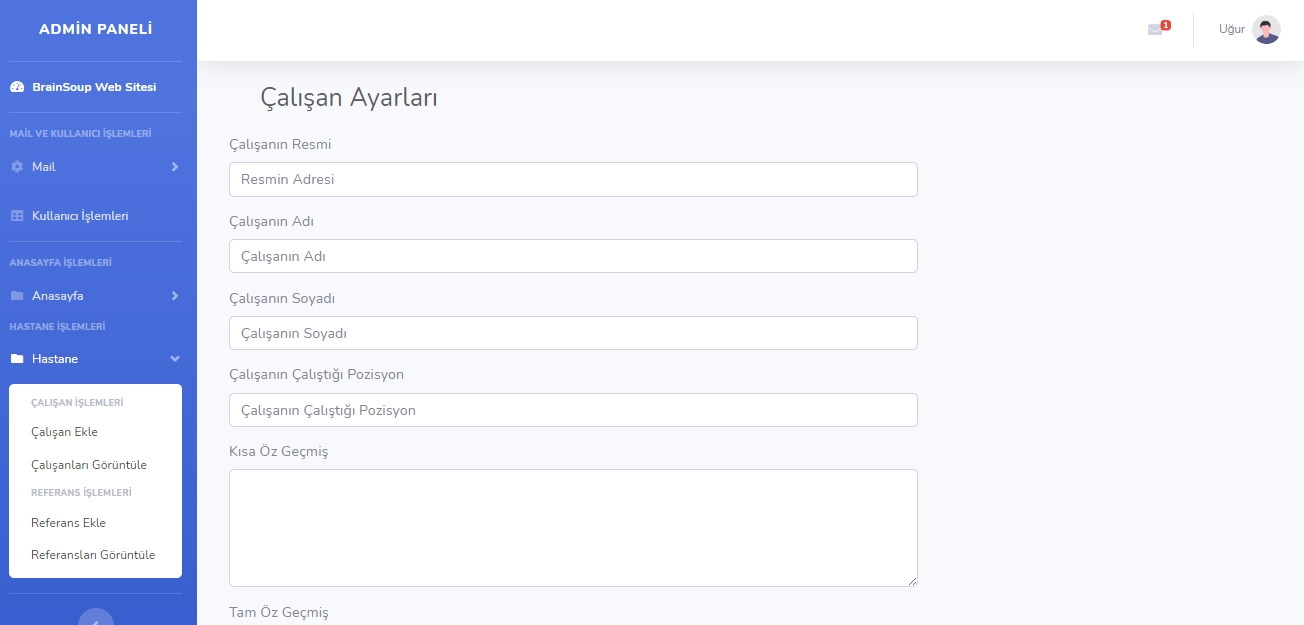 ADMİN PANELİ
BrainSoup Web Sitesi
MAİL VE KULLANICI İŞLEMLERİ
Mail
Kullanıcı İşlemleri
ANASAYFA İŞLEMLERİ
Anasayfa
HASTANE İŞLEMLERİ
Hastane
ÇALIŞAN İŞLEMLERİ
Çalışan Ekle
Çalışanları Görüntüle
REFERANS İŞLEMLERİ
Referans Ekle
Referansları Görüntüle
1
Uğur
Çalışan Ayarları
Çalışanın Resmi
Resmin Adresi
Çalışanın Adı
Çalışanın Adı
Çalışanın Soyadı
Çalışanın Soyadı
Çalışanın Çalıştığı Pozisyon
Çalışanın Çalıştığı Pozisyon
Kısa Öz Geçmiş
Tam Öz Geçmiş